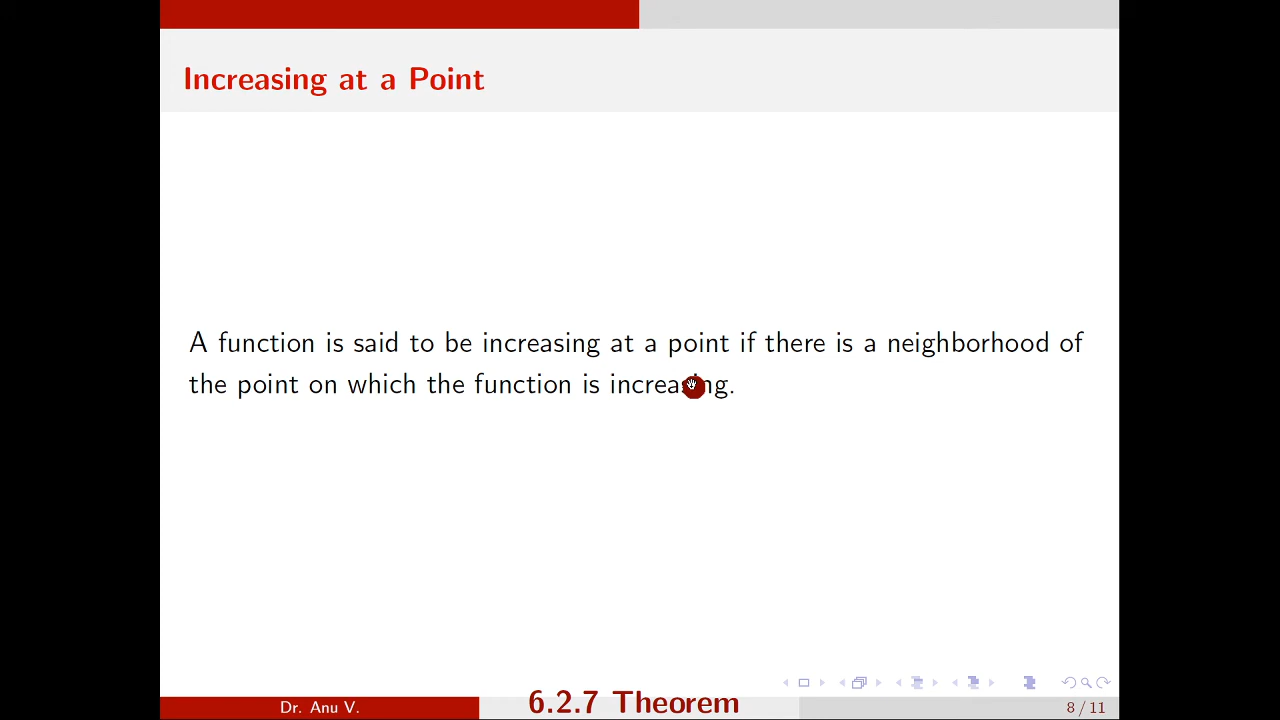 Increasing at a Point
A function is said to be increasing at a point if there is a neighborhood of
the point on which the function is increasing.
Dr. Anu V.
6.2.7 Theorem
8 / 11